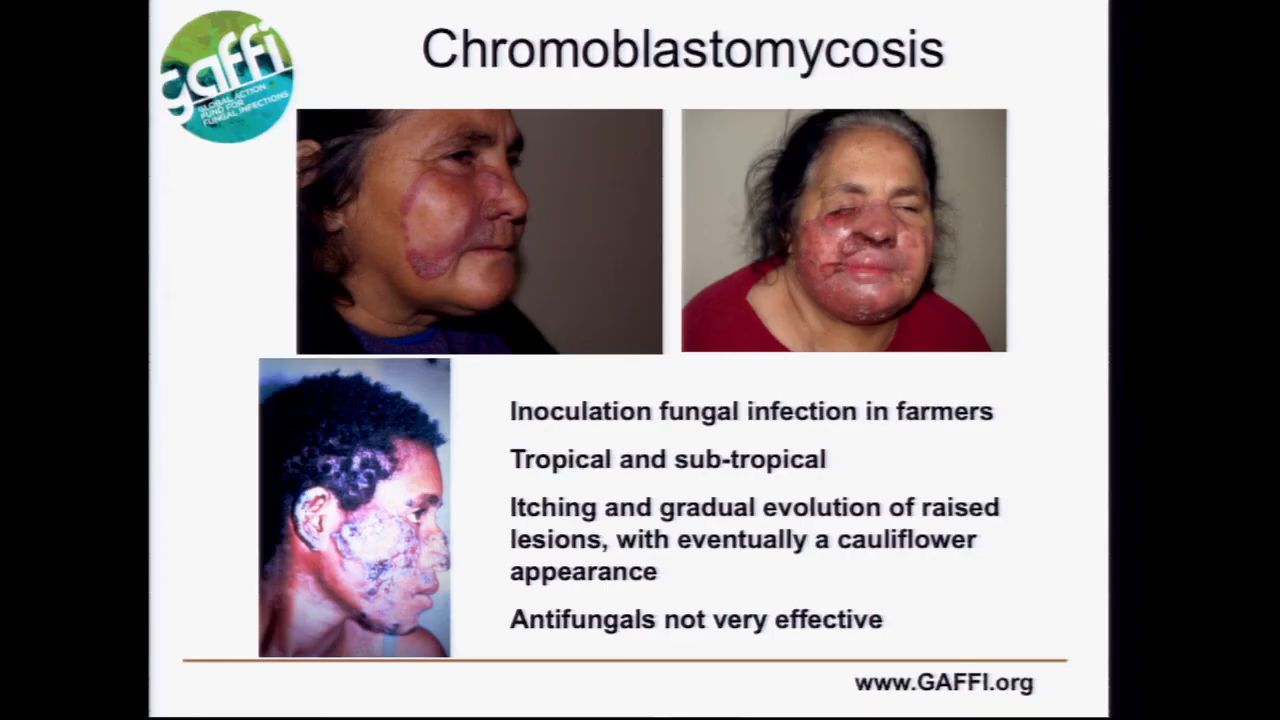 gaffi
GLOBAL ACTION
FUND FOR
FUNGAL INFECTIONS
Chromoblastomycosis
Inoculation fungal infection in farmers
Tropical and sub-tropical
Itching and gradual evolution of raised
lesions, with eventually a cauliflower
appearance
Antifungals not very effective
www.GAFFI.org